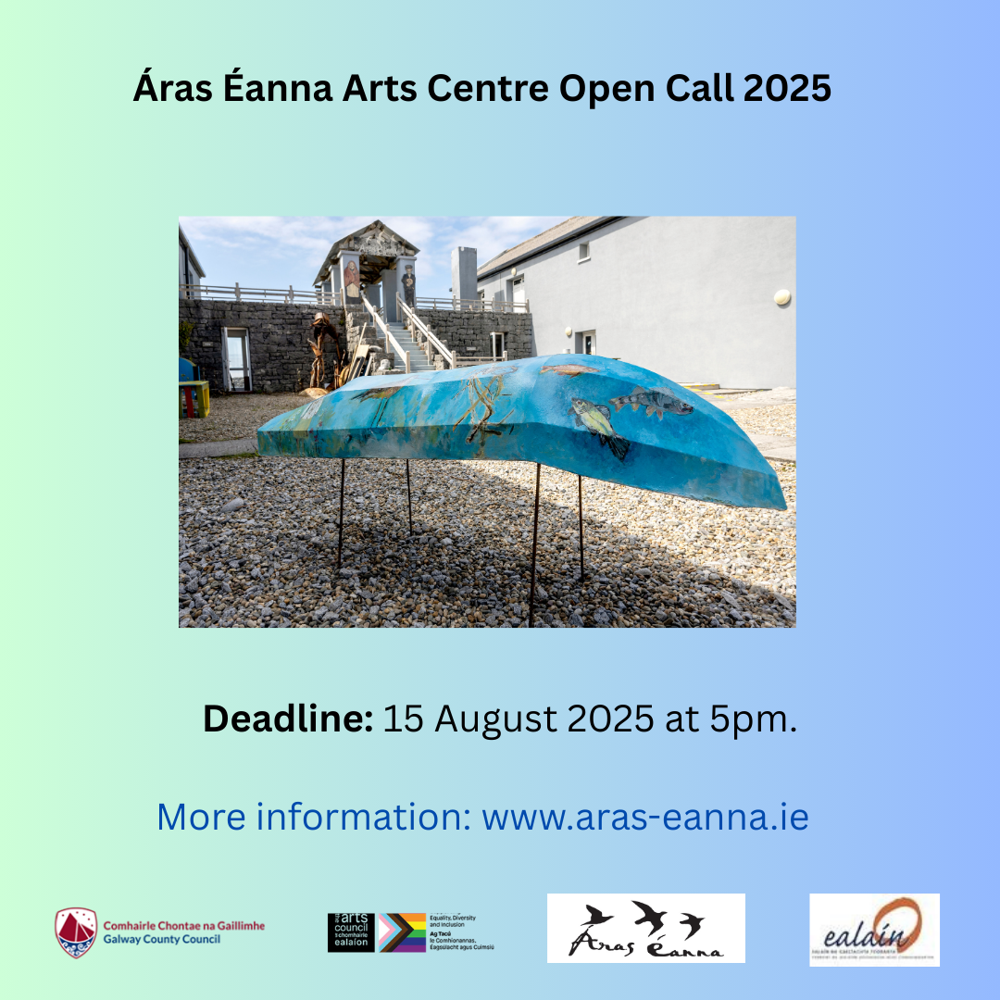 Áras Éanna Arts Centre Open Call 2025
Deadline: 15 August 2025 at 5pm.
More information: www.aras-eanna.ie
Comhairle Chontae na Gaillimhe
Galway County Council
arts
council
chomhairle
ealaíon
Equality, Diversity
and Inclusion
Ag Tacú
le Comhionannas,
Éagsúlacht agus Cuimsiú
Áras éanna
ealaín